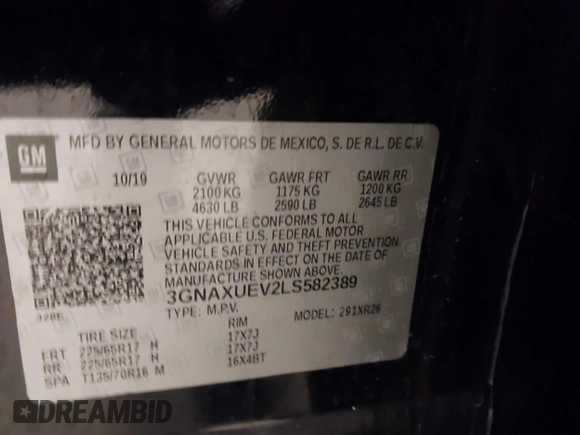 GM
MFD BY GENERAL MOTORS DE MEXICO, S. DE R.L. DE C.V.
10/19
GVWR GAWR FRT GAWR RR
2100 KG 1175 KG 1200 KG
4630 LB 2590 LB 2645 LB
THIS VEHICLE CONFORMS TO ALL
APPLICABLE U.S. FEDERAL MOTOR
VEHICLE SAFETY AND THEFT PREVENTION
STANDARDS IN EFFECT ON THE DATE OF
MANUFACTURE SHOWN ABOVE.
3GNAXUEV2LS582389
TYPE: M.P.V. MODEL: 291XR26
TIRE SIZE RIM
FRT 225/65R17 H 17X7J
RR 225/65R17 H 17X7J
SPA T135/70R16 M 16X4BT
DREAMBID